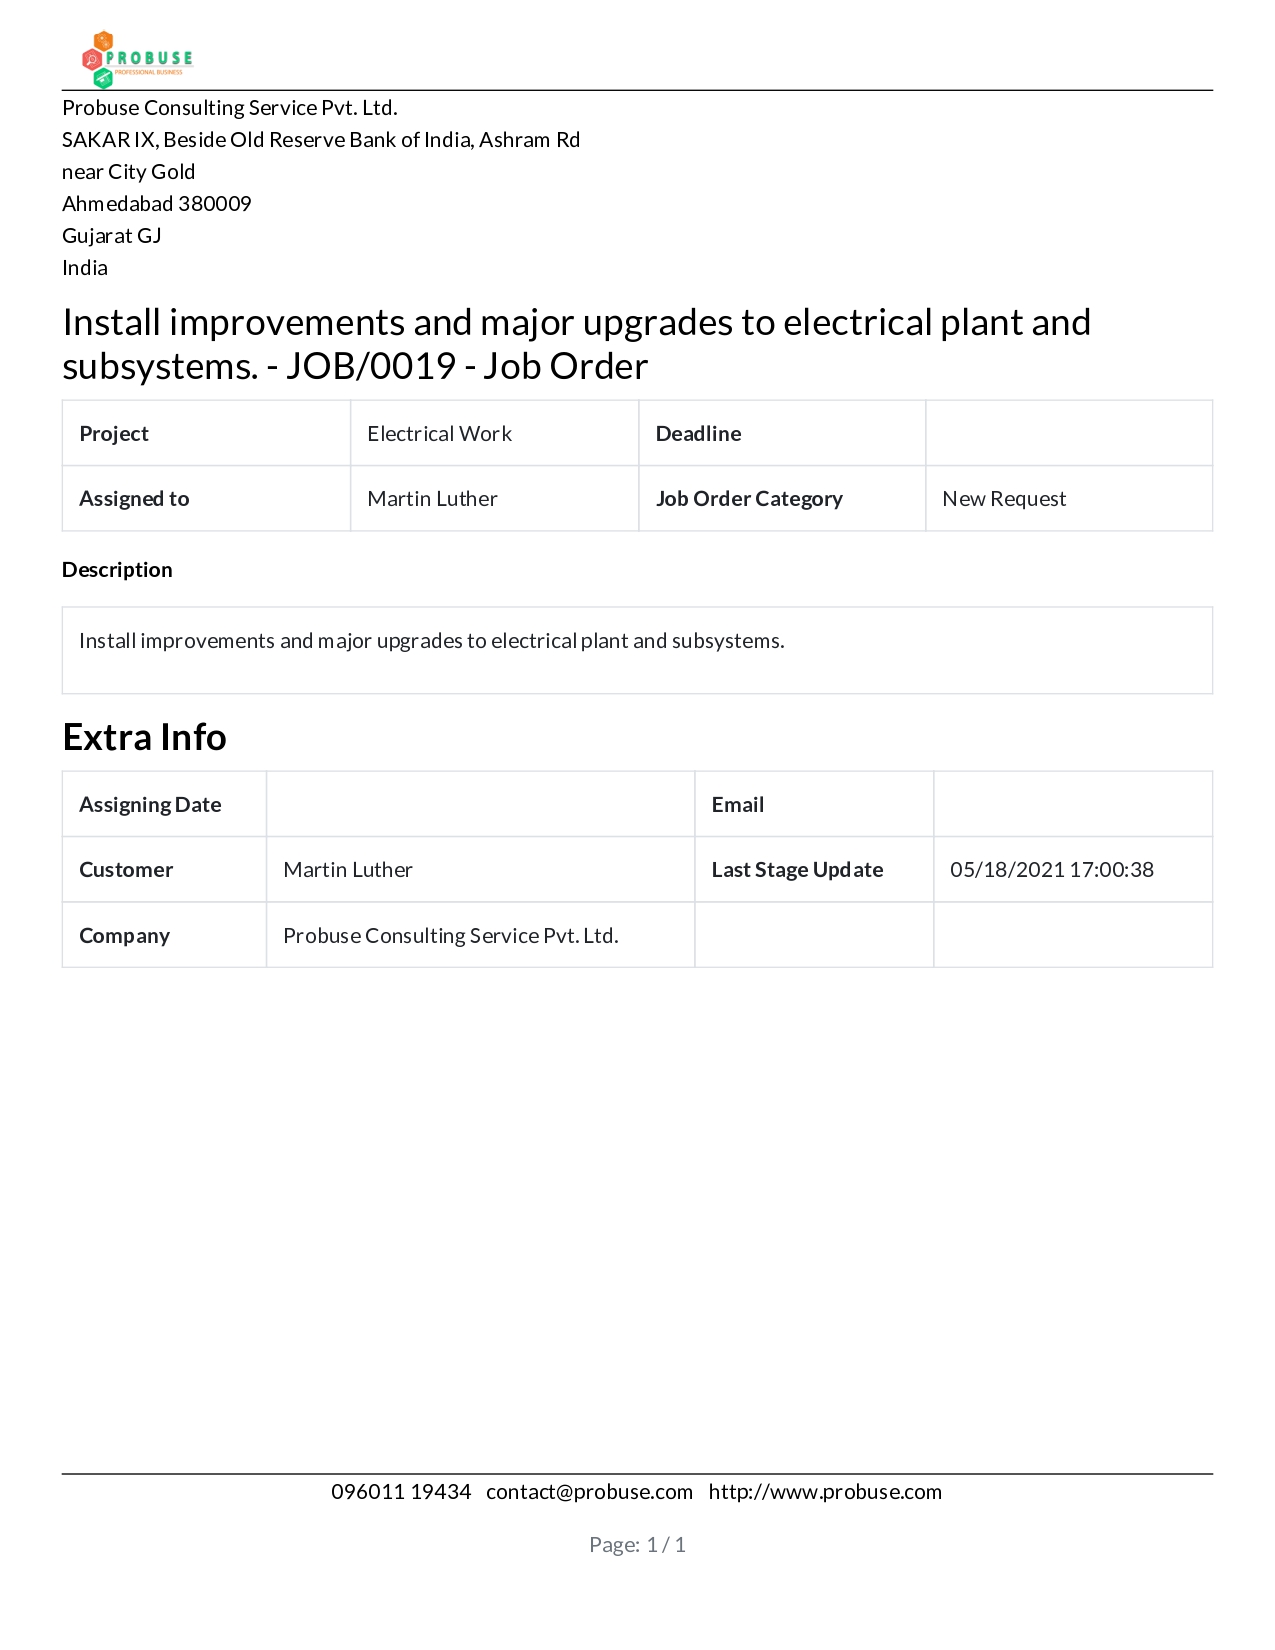 PROBUSE
PROFESSIONAL BUSINESS
Probuse Consulting Service Pvt. Ltd.
SAKAR IX, Beside Old Reserve Bank of India, Ashram Rd
near City Gold
Ahmedabad 380009
Gujarat GJ
India
Install improvements and major upgrades to electrical plant and
subsystems. - JOB/0019 - Job Order
Project Electrical Work Deadline
Assigned to Martin Luther Job Order Category New Request
Description
Install improvements and major upgrades to electrical plant and subsystems.
Extra Info
Assigning Date Email
Customer Martin Luther Last Stage Update 05/18/2021 17:00:38
Company Probuse Consulting Service Pvt. Ltd.
096011 19434 contact@probuse.com http://www.probuse.com
Page: 1 / 1